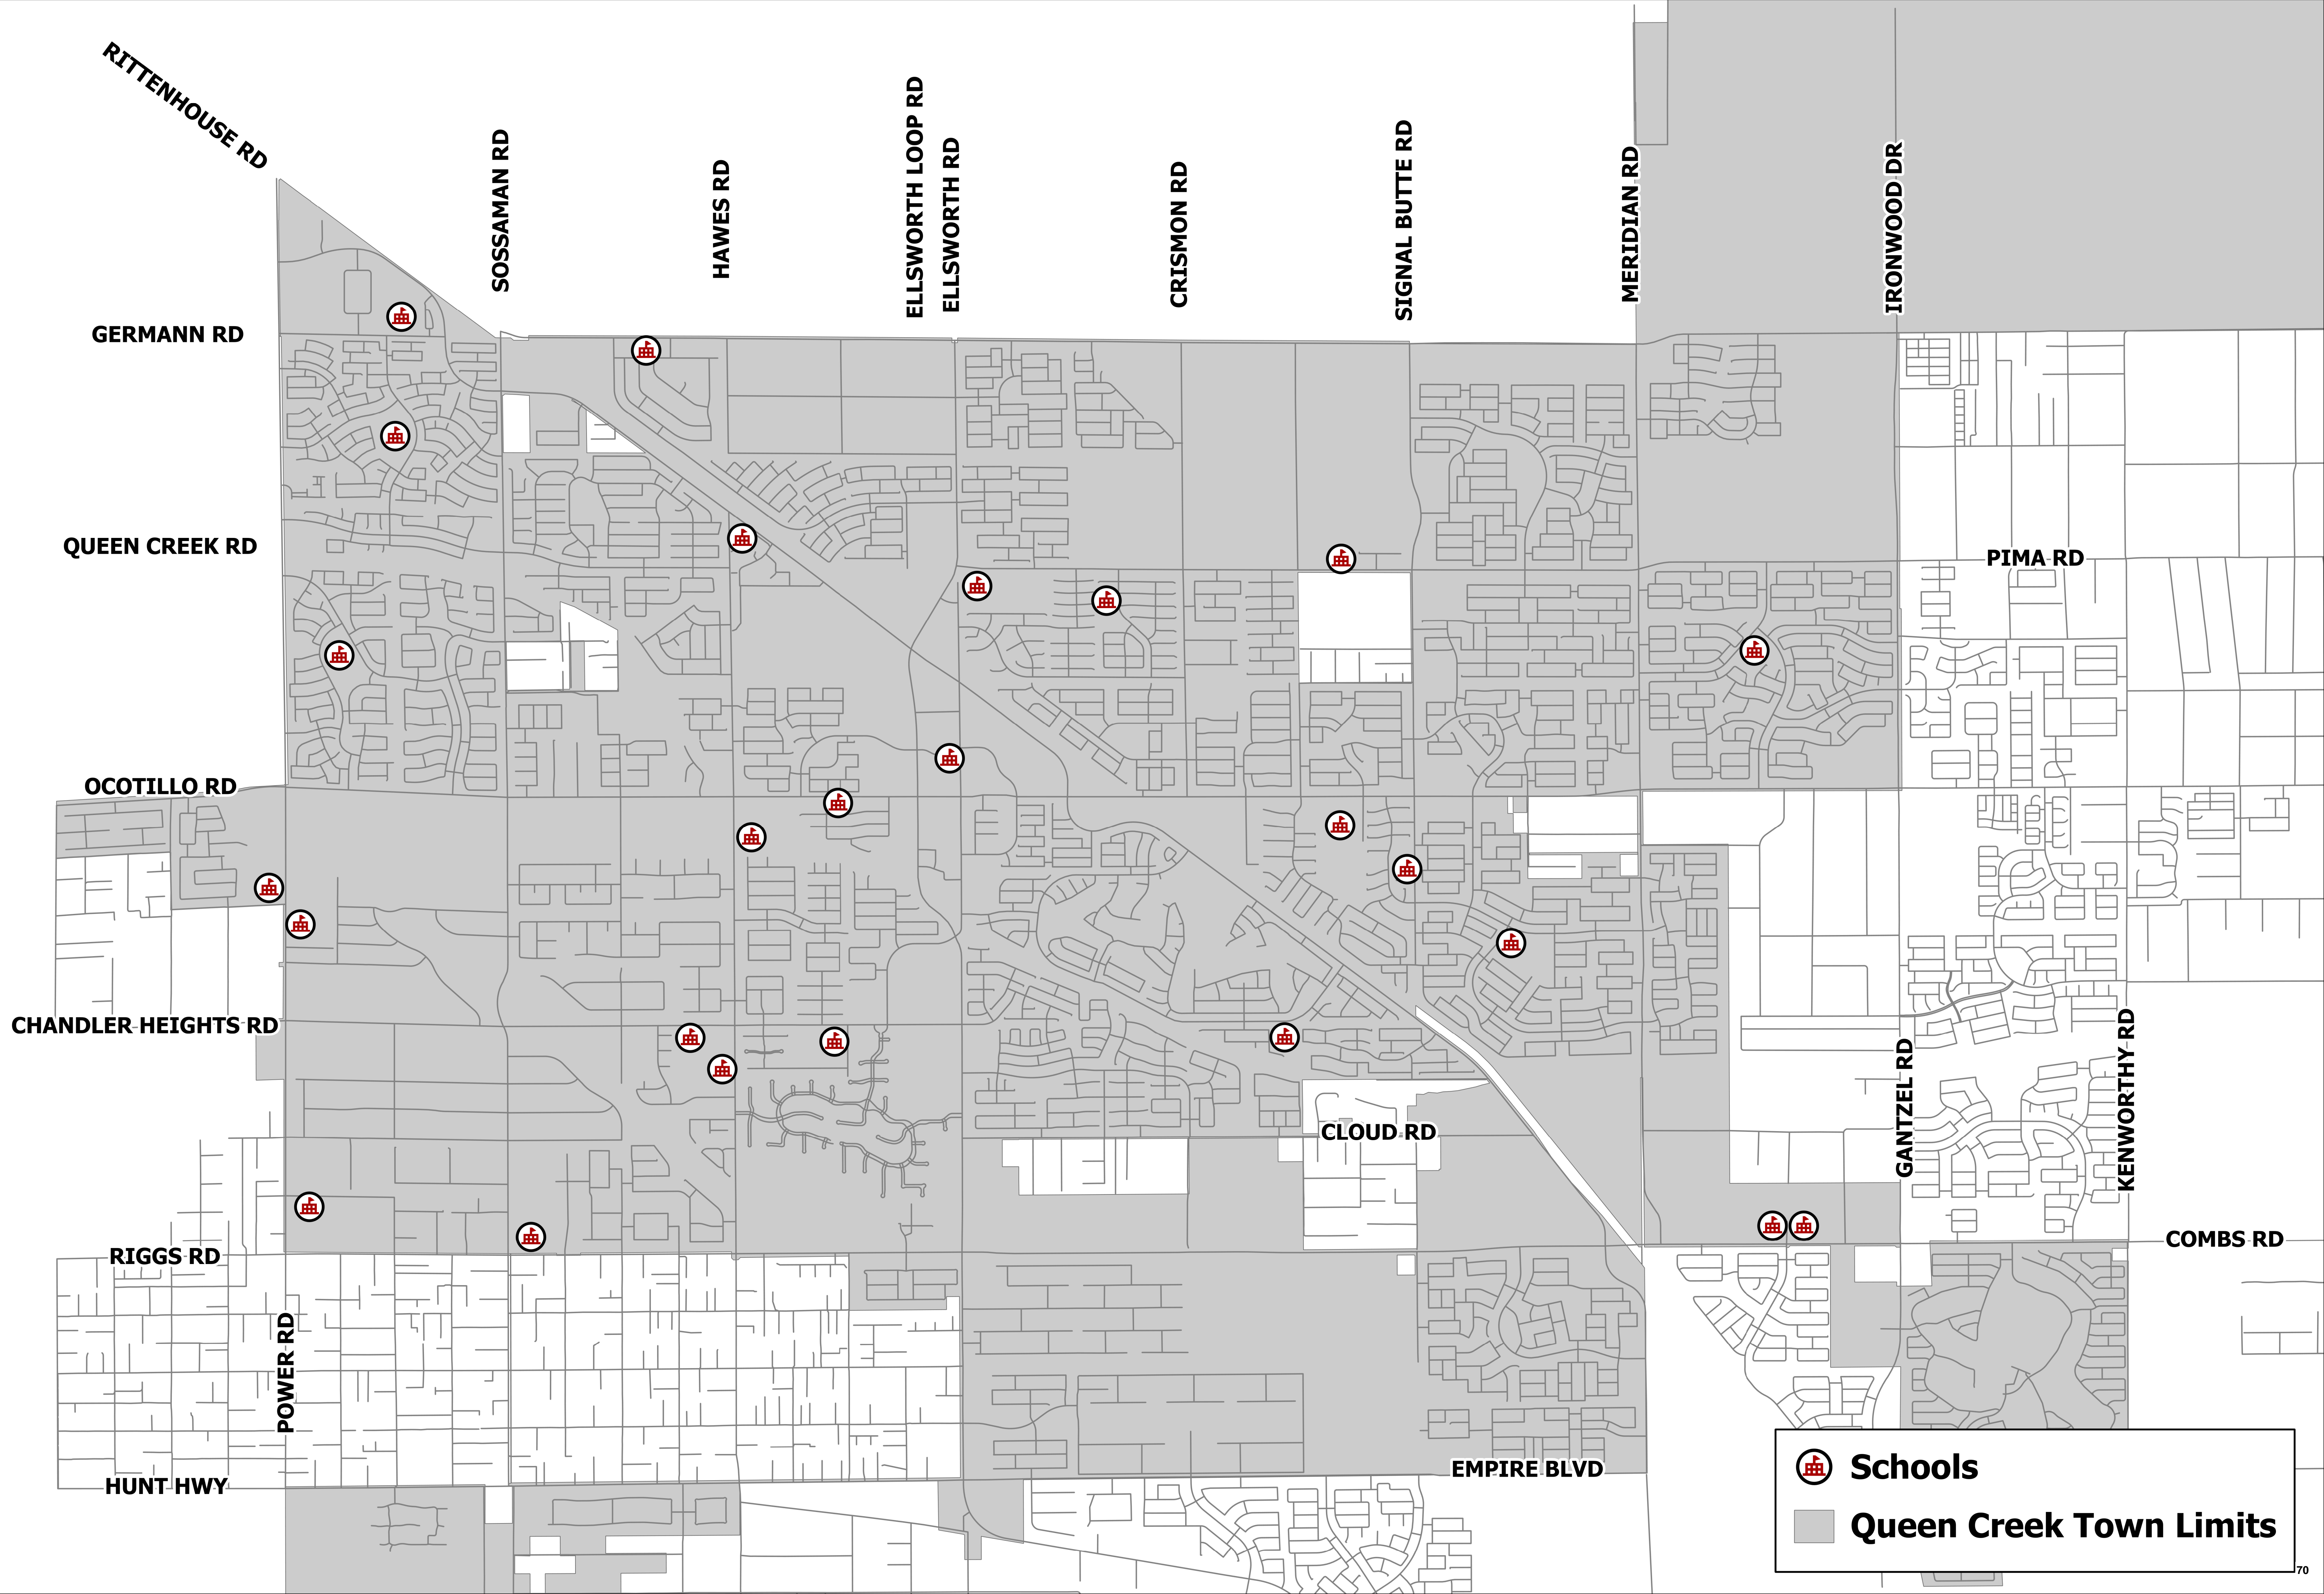 RITTENHOUSE RD
SOSSAMAN RD
HAWES RD
ELLSWORTH LOOP RD
ELLSWORTH RD
CRISMON RD
SIGNAL BUTTE RD
MERIDIAN RD
IRONWOOD DR
GERMANN RD
QUEEN CREEK RD
PIMA RD
OCOTILLO RD
CHANDLER HEIGHTS RD
GANTZEL RD
KENWORTHY RD
CLOUD RD
RIGGS RD
COMBS RD
POWER RD
HUNT HWY
EMPIRE BLVD
Schools
Queen Creek Town Limits
70